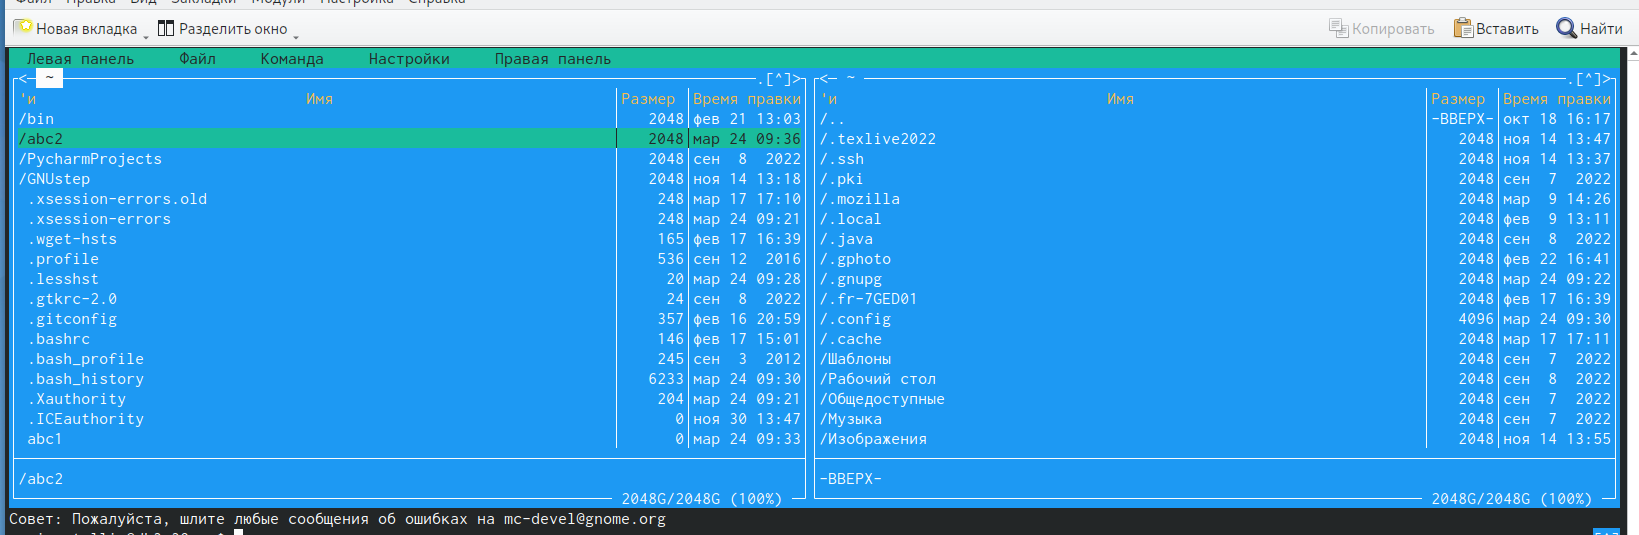 Файл Правка Вид Закладки Модули Настройка Справка
Новая вкладка Разделить окно Копировать Вставить Найти
Левая панель Файл Команда Настройки Правая панель
<─ ~ .[^]>
'и Имя Размер Время правки
/bin 2048 фев 21 13:03
/abc2 2048 мар 24 09:36
/PycharmProjects 2048 сен 8 2022
/GNUstep 2048 ноя 14 13:18
.xsession-errors.old 248 мар 17 17:10
.xsession-errors 248 мар 24 09:21
.wget-hsts 165 фев 17 16:39
.profile 536 сен 12 2016
.lesshst 20 мар 24 09:28
.gtkrc-2.0 24 сен 8 2022
.gitconfig 357 фев 16 20:59
.bashrc 146 фев 17 15:01
.bash_profile 245 сен 3 2012
.bash_history 6233 мар 24 09:30
.Xauthority 204 мар 24 09:21
.ICEauthority 0 ноя 30 13:47
abc1 0 мар 24 09:33
/abc2
2048G/2048G (100%)
<─ ~ .[^]>
'и Имя Размер Время правки
/.. -ВВЕРХ- окт 18 16:17
/.texlive2022 2048 ноя 14 13:47
/.ssh 2048 ноя 14 13:37
/.pki 2048 сен 7 2022
/.mozilla 2048 мар 9 14:26
/.local 2048 фев 9 13:11
/.java 2048 сен 8 2022
/.gphoto 2048 фев 22 16:41
/.gnupg 2048 мар 24 09:22
/.fr-7GED01 2048 фев 17 16:39
/.config 4096 мар 24 09:30
/.cache 2048 мар 17 17:11
/Шаблоны 2048 сен 7 2022
/Рабочий стол 2048 сен 8 2022
/Общедоступные 2048 сен 7 2022
/Музыка 2048 сен 7 2022
/Изображения 2048 ноя 14 13:55
-ВВЕРХ-
2048G/2048G (100%)
Совет: Пожалуйста, шлите любые сообщения об ошибках на mc-devel@gnome.org